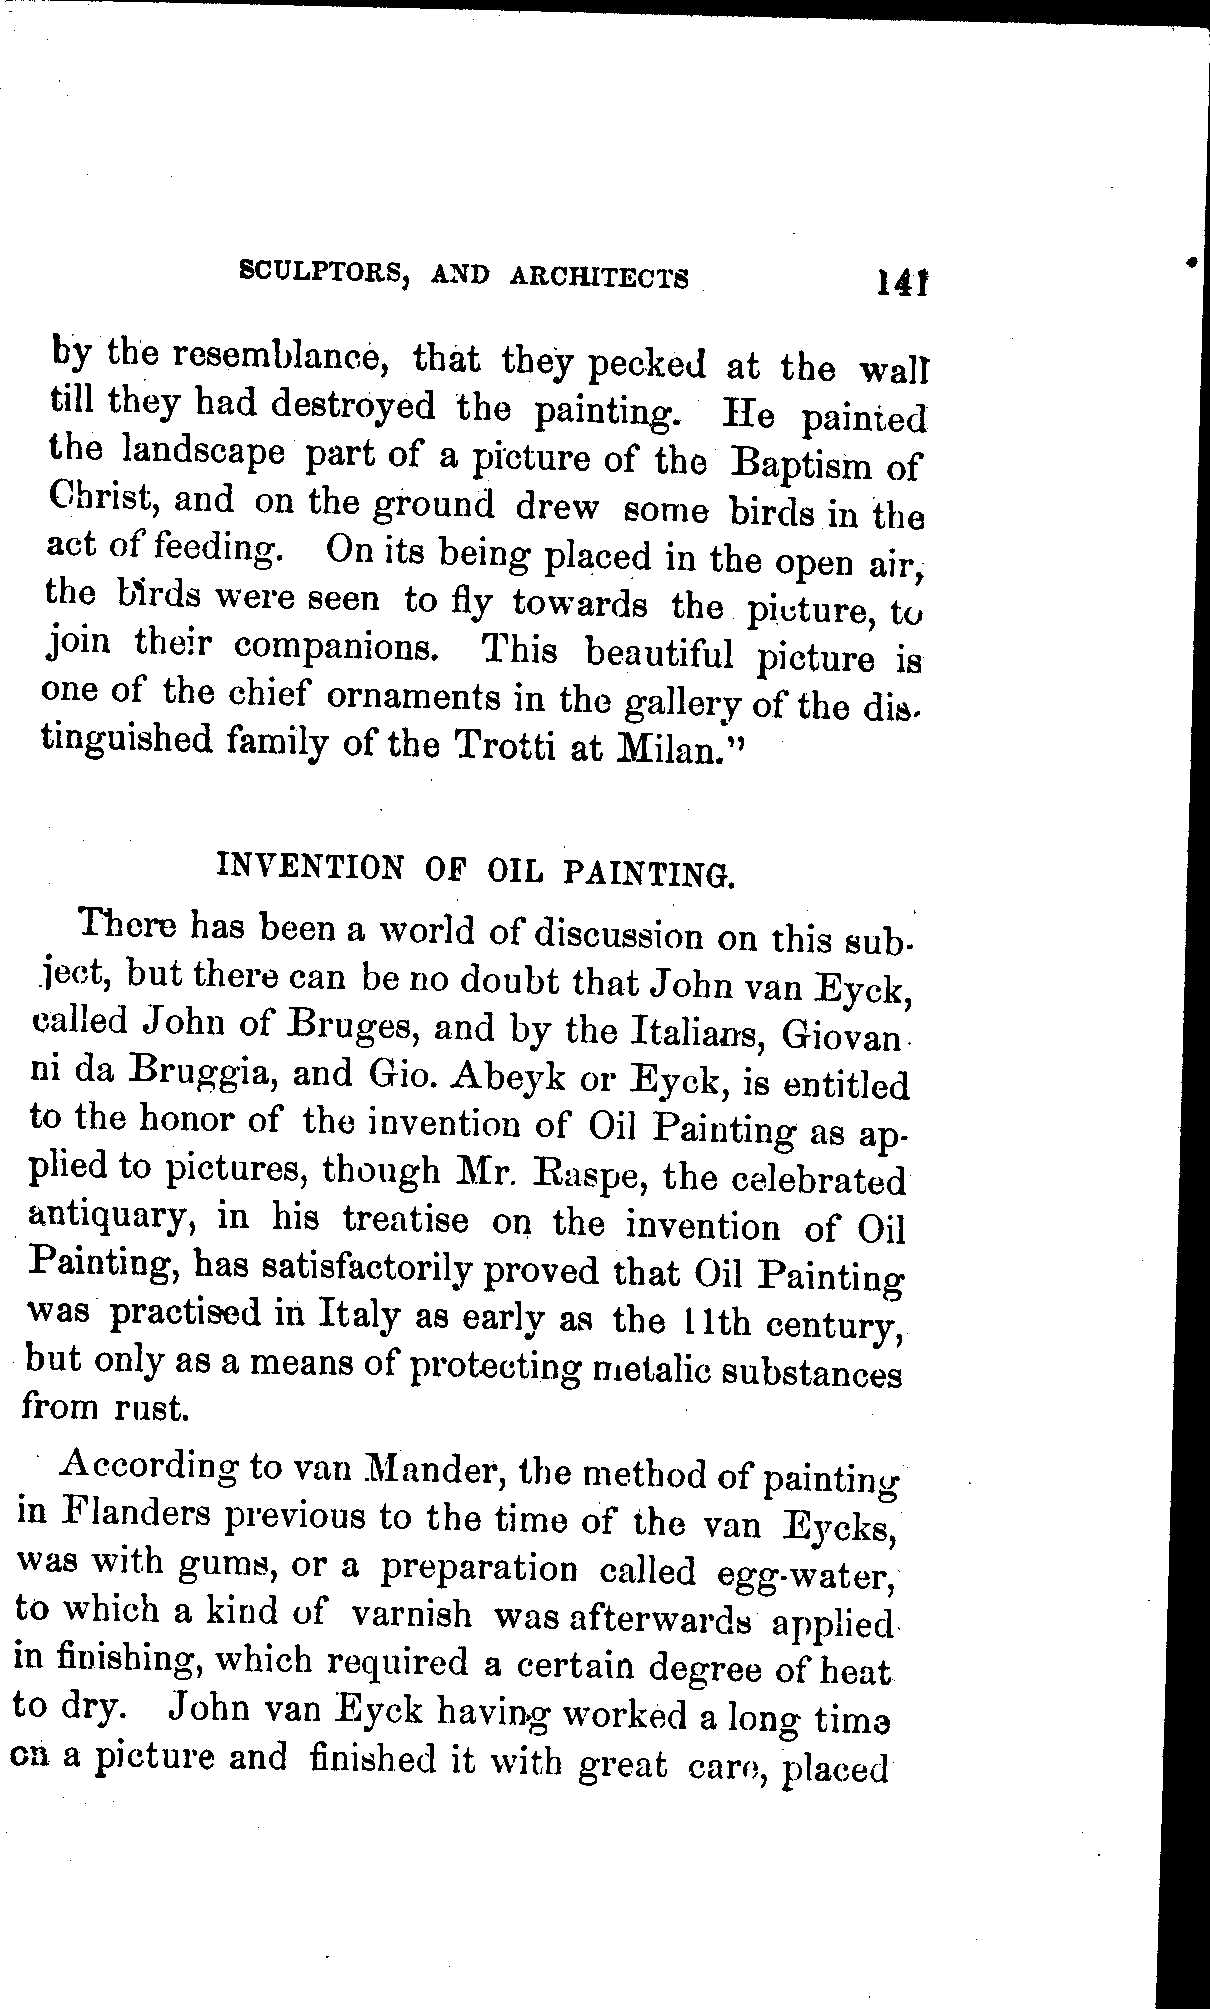 SCULPTORS, AND ARCHITECTS 141
by the resemblance, that they pecked at the wall
till they had destroyed the painting. He painted
the landscape part of a picture of the Baptism of
Christ, and on the ground drew some birds in the
act of feeding. On its being placed in the open air,
the birds were seen to fly towards the picture, to
join their companions. This beautiful picture is
one of the chief ornaments in the gallery of the dis-
tinguished family of the Trotti at Milan."
INVENTION OF OIL PAINTING.
There has been a world of discussion on this sub-
ject, but there can be no doubt that John van Eyck,
called John of Bruges, and by the Italians, Giovan-
ni da Bruggia, and Gio. Abeyk or Eyck, is entitled
to the honor of the invention of Oil Painting as ap-
plied to pictures, though Mr. Raspe, the celebrated
antiquary, in his treatise on the invention of Oil
Painting, has satisfactorily proved that Oil Painting
was practised in Italy as early as the 11th century,
but only as a means of protecting metalic substances
from rust.
According to van Mander, the method of painting
in Flanders previous to the time of the van Eycks,
was with gums, or a preparation called egg-water,
to which a kind of varnish was afterwards applied
in finishing, which required a certain degree of heat
to dry. John van Eyck having worked a long time
on a picture and finished it with great care, placed